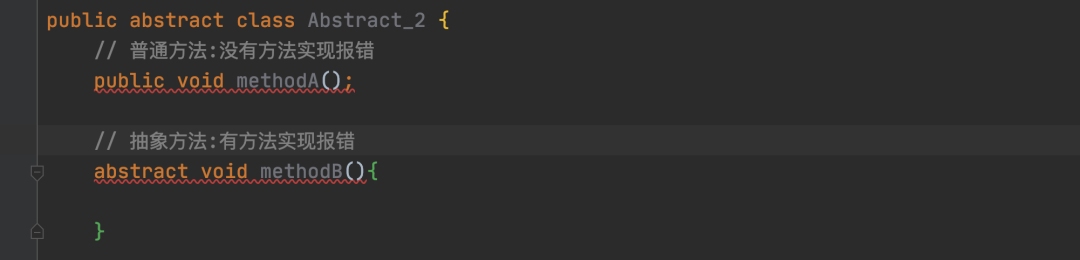 public abstract class Abstract_2 {
// 普通方法:没有方法实现报错
public void methodA();
// 抽象方法:有方法实现报错
abstract void methodB(){
}